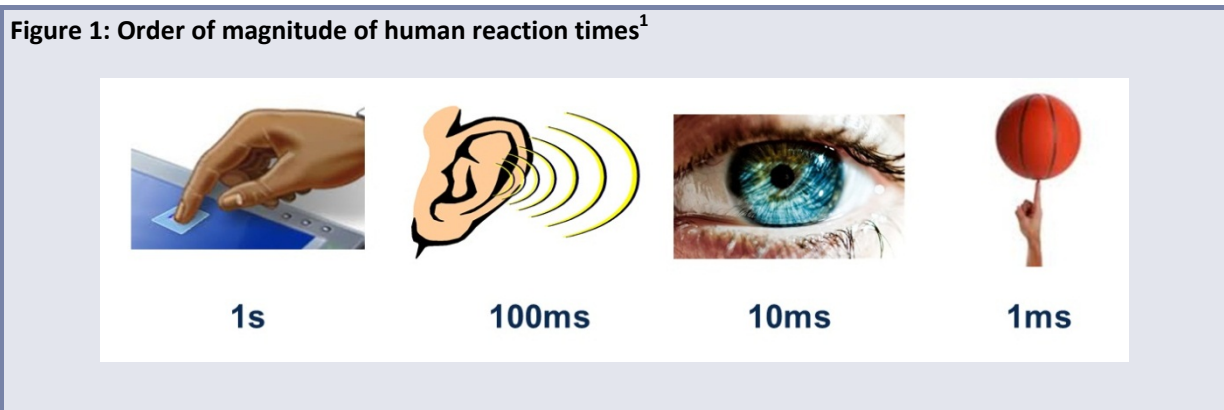 Figure 1: Order of magnitude of human reaction times1
1s 100ms 10ms 1ms